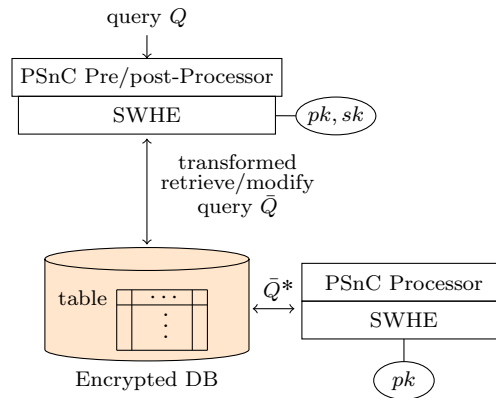 query Q
PSnC Pre/post-Processor
SWHE
pk, sk
transformed
retrieve/modify
query Q̄
table
· · ·
Q̄*
PSnC Processor
SWHE
Encrypted DB
pk